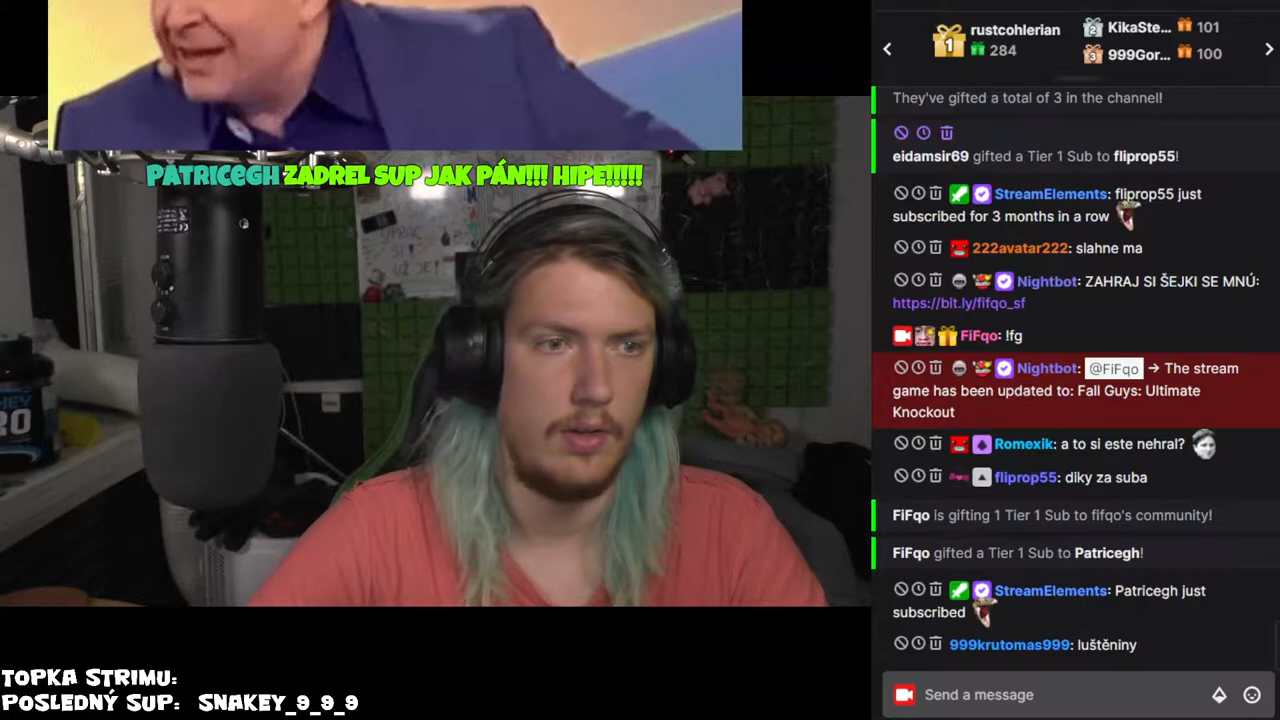 rustcohlerian
284
KikaSte... 101
999Gor... 100
They've gifted a total of 3 in the channel!
eidamsir69 gifted a Tier 1 Sub to fliprop55!
StreamElements: fliprop55 just
subscribed for 3 months in a row
222avatar222: slahne ma
Nightbot: ZAHRAJ SI ŠEJKI SE MNÚ:
https://bit.ly/fifqo_sf
FiFqo: !fg
Nightbot: @FiFqo → The stream
game has been updated to: Fall Guys: Ultimate
Knockout
Romexik: a to si este nehral?
fliprop55: diky za suba
FiFqo is gifting 1 Tier 1 Sub to fifqo's community!
FiFqo gifted a Tier 1 Sub to Patricegh!
StreamElements: Patricegh just
subscribed
999krutomas999: luštěniny
Send a message
PATRICEGH ZADREL SUP JAK PÁN!!! HIPE!!!!!
UPRAC
UŽ JE!
TOPKA STRIMU:
POSLEDNÝ SUP: SNAKEY_9_9_9